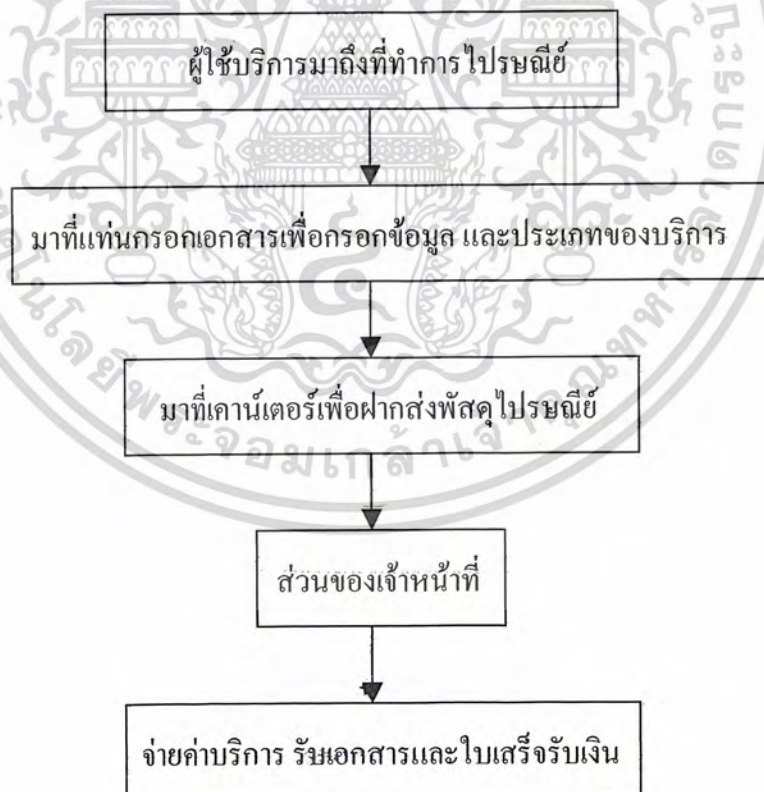 ผู้ใช้บริการมาถึงที่ทำการไปรษณีย์
มาที่แท่นกรอกเอกสารเพื่อกรอกข้อมูล และประเภทของบริการ
มาที่เคาน์เตอร์เพื่อฝากส่งพัสดุไปรษณีย์
ส่วนของเจ้าหน้าที่
จ่ายค่าบริการ รับเอกสารและใบเสร็จรับเงิน